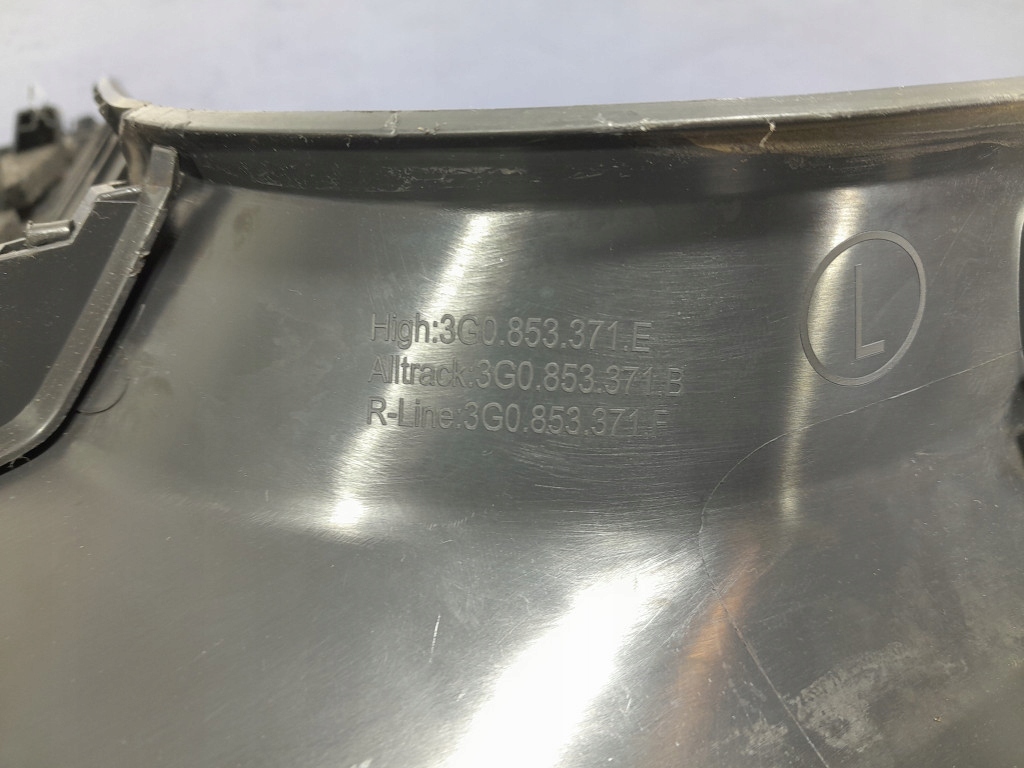 High:3G0.853.371.E
Alltrack:3G0.853.371.B
R-Line:3G0.853.371.F
L